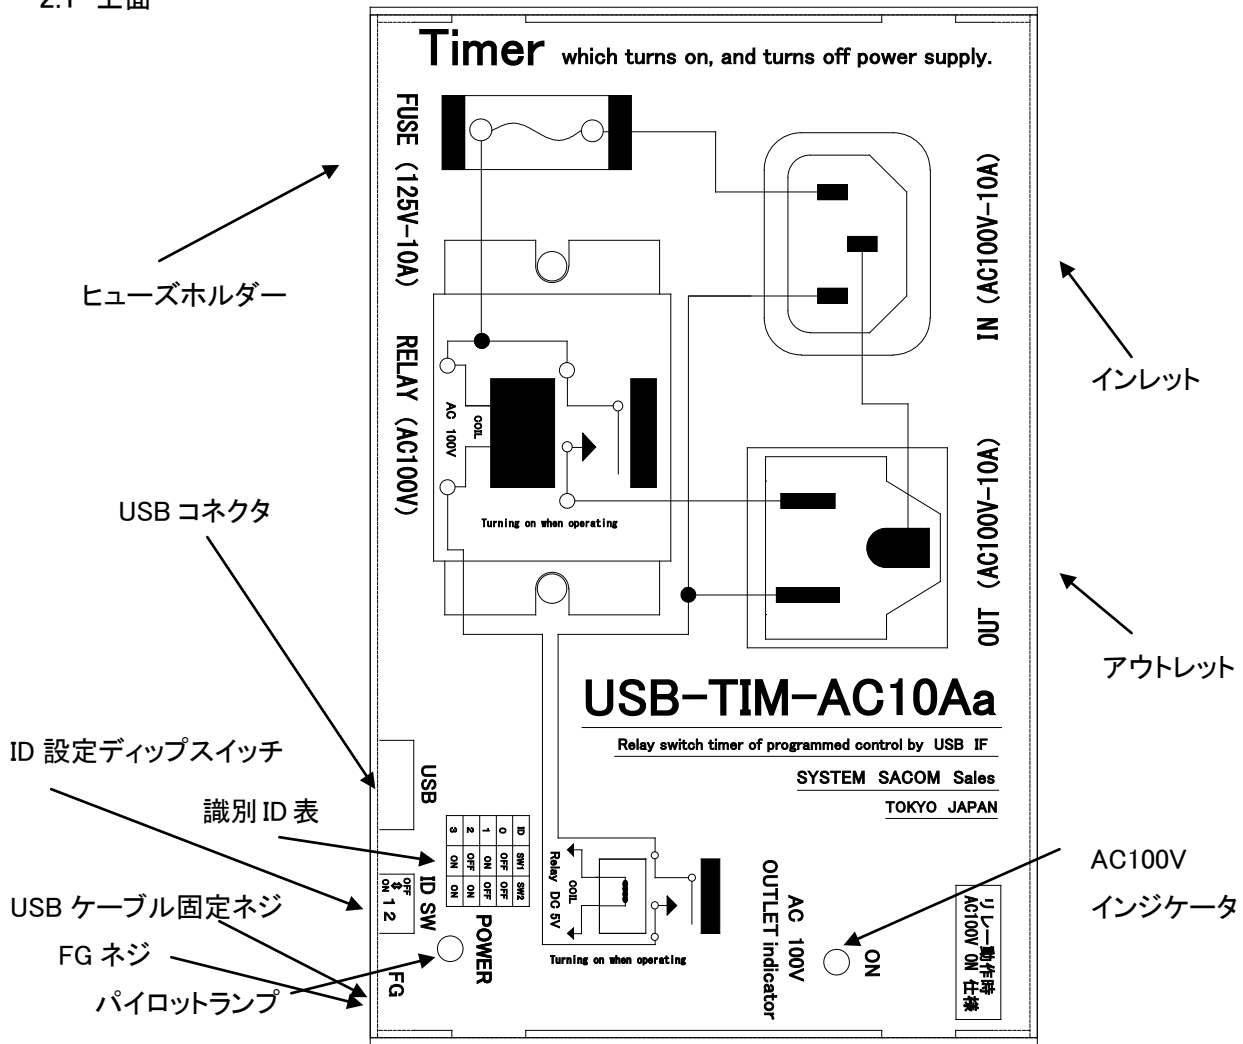 2.1 上面
Timer which turns on, and turns off power supply.
FUSE (125V-10A)
IN (AC100V-10A)
ヒューズホルダー
インレット
RELAY (AC100V)
AC 100V
COIL
Turning on when operating
OUT (AC100V-10A)
USB コネクタ
アウトレット
USB-TIM-AC10Aa
Relay switch timer of programmed control by USB IF
SYSTEM SACOM Sales
TOKYO JAPAN
ID 設定ディップスイッチ
USB
識別 ID 表
ID SW1 SW2
0 OFF OFF
1 ON OFF
2 OFF ON
3 ON ON
Relay DC 5V
COIL
Turning on when operating
AC100V
インジケータ
AC 100V
OUTLET indicator
ON
リレー動作時
AC100V ON 仕様
ID SW
OFF
⇕
ON
1 2
USB ケーブル固定ネジ
POWER
FG ネジ
FG
パイロットランプ